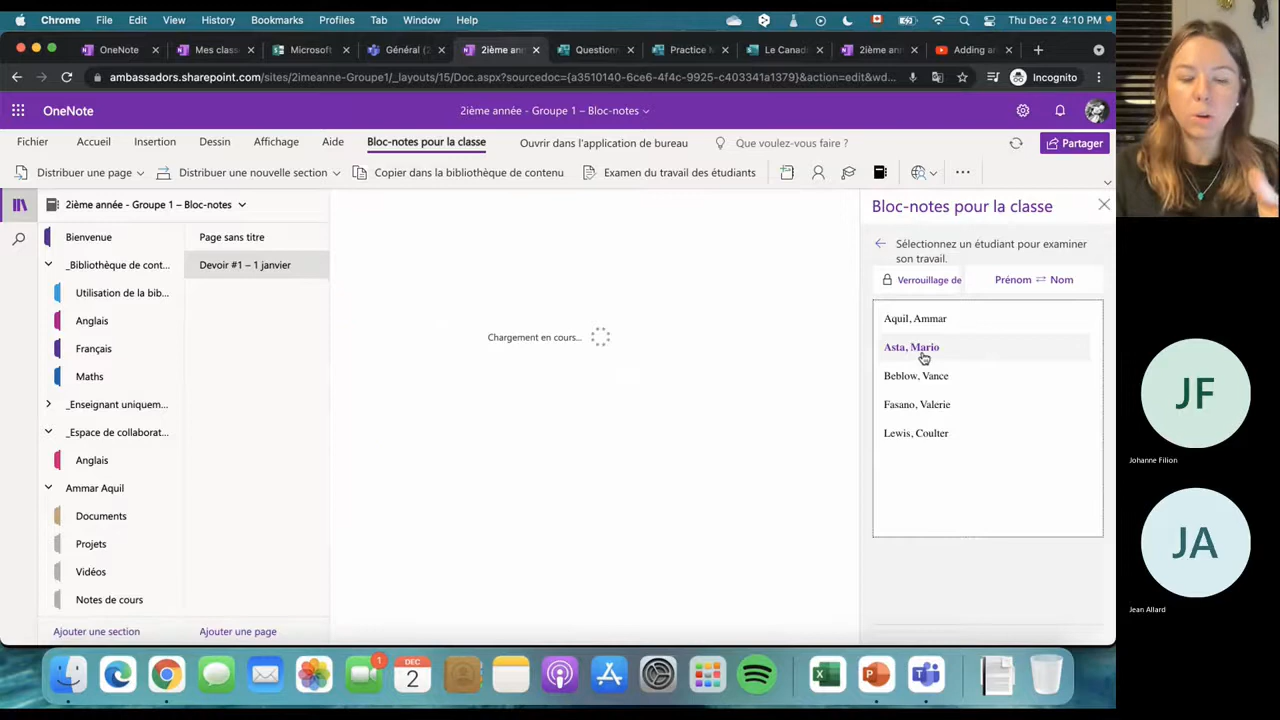 Chrome File Edit View History Bookmarks Profiles Tab Window Help Thu Dec 2 4:10 PM
OneNote Mes class Microsoft Général (2 2ième ann Questionn Practice M Le Canad 2ième ann Adding an
ambassadors.sharepoint.com/sites/2imeanne-Groupe1/_layouts/15/Doc.aspx?sourcedoc={a3510140-6ce6-4f4c-9925-c403341a1379}&action=edit&wd... Incognito
OneNote 2ième année - Groupe 1 – Bloc-notes
Fichier Accueil Insertion Dessin Affichage Aide Bloc-notes pour la classe Ouvrir dans l'application de bureau Que voulez-vous faire ? Partager
Distribuer une page Distribuer une nouvelle section Copier dans la bibliothèque de contenu Examen du travail des étudiants
2ième année - Groupe 1 – Bloc-notes
Bienvenue
_Bibliothèque de cont...
Utilisation de la bib...
Anglais
Français
Maths
_Enseignant uniquem...
_Espace de collaborat...
Anglais
Ammar Aquil
Documents
Projets
Vidéos
Notes de cours
Ajouter une section
Page sans titre
Devoir #1 – 1 janvier
Ajouter une page
Chargement en cours...
Bloc-notes pour la classe
Sélectionnez un étudiant pour examiner
son travail.
Verrouillage de Prénom Nom
Aquil, Ammar
Asta, Mario
Beblow, Vance
Fasano, Valerie
Lewis, Coulter
JF
Johanne Filion
JA
Jean Allard
1
DEC
2